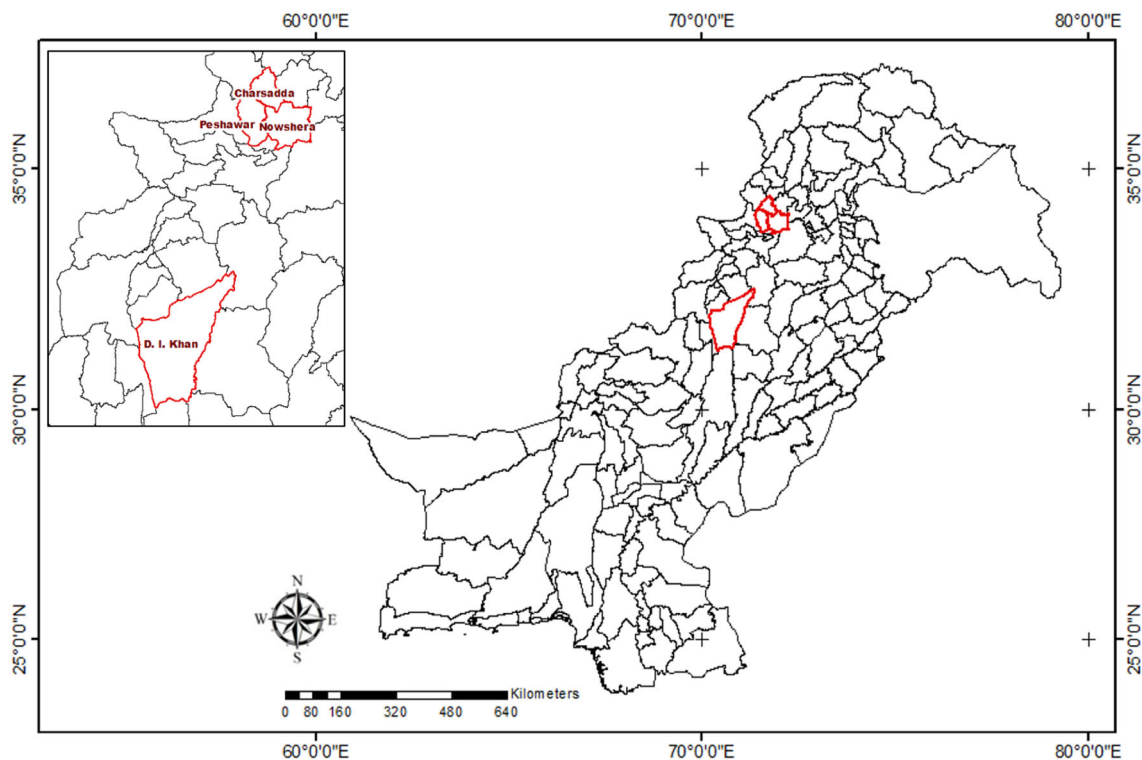 60°0'0"E 70°0'0"E 80°0'0"E
Charsadda
Peshawar Nowshera
D. I. Khan
35°0'0"N 35°0'0"N
30°0'0"N 30°0'0"N
25°0'0"N 25°0'0"N
N
W E
S
Kilometers
0 80 160 320 480 640
60°0'0"E 70°0'0"E 80°0'0"E